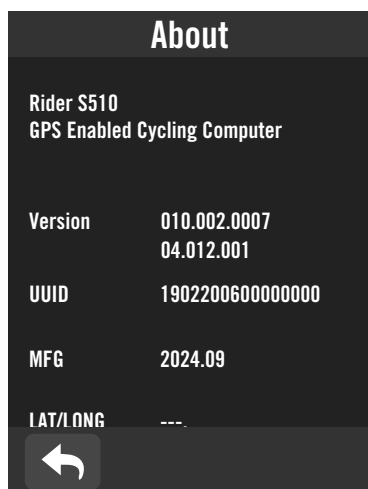 About
Rider S510
GPS Enabled Cycling Computer
Version 010.002.0007
04.012.001
UUID 1902200600000000
MFG 2024.09
LAT/LONG ---.